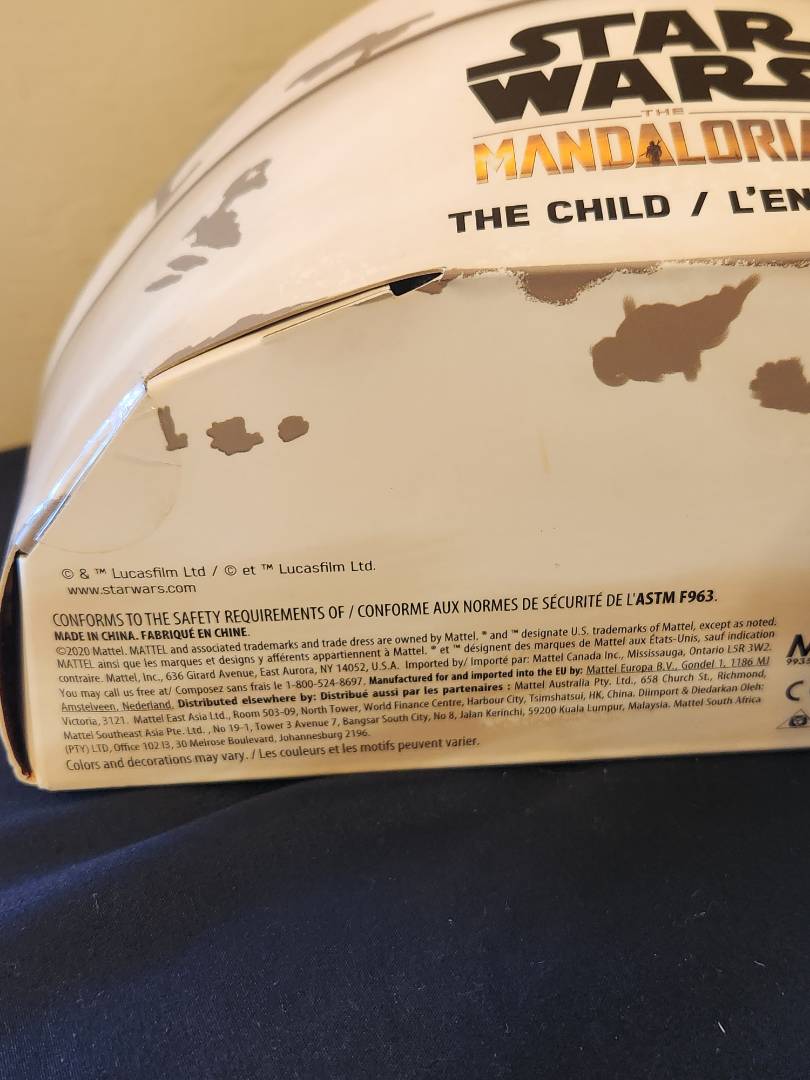 STAR
WARS
THE
MANDALORIA
THE CHILD / L'EN
© & ™ Lucasfilm Ltd / © et ™ Lucasfilm Ltd.
www.starwars.com
CONFORMS TO THE SAFETY REQUIREMENTS OF / CONFORME AUX NORMES DE SÉCURITÉ DE L'ASTM F963.
MADE IN CHINA. FABRIQUÉ EN CHINE.
©2020 Mattel. MATTEL and associated trademarks and trade dress are owned by Mattel, ® and ™ designate U.S. trademarks of Mattel, except as noted.
MATTEL ainsi que les marques et designs y afférents appartiennent à Mattel. ® et ™ désignent des marques de Mattel aux États-Unis, sauf indication
contraire. Mattel, Inc., 636 Girard Avenue, East Aurora, NY 14052, U.S.A. Imported by/ Importé par: Mattel Canada Inc., Mississauga, Ontario L5R 3W2.
You may call us free at/ Composez sans frais le 1-800-524-8697. Manufactured for and imported into the EU by: Mattel Europa B.V., Gondel 1, 1186 MJ
Amstelveen, Nederland. Distributed elsewhere by: Distribué aussi par les partenaires : Mattel Australia Pty. Ltd., 658 Church St., Richmond,
Victoria, 3121. Mattel East Asia Ltd., Room 503-09, North Tower, World Finance Centre, Harbour City, Tsimshatsui, HK, China. Diimport & Diedarkan Oleh:
Mattel Southeast Asia Pte. Ltd. , No 19-1, Tower 3 Avenue 7, Bangsar South City, No 8, Jalan Kerinchi, 59200 Kuala Lumpur, Malaysia. Mattel South Africa
(PTY) LTD, Office 102 I3, 30 Melrose Boulevard, Johannesburg 2196.
Colors and decorations may vary. / Les couleurs et les motifs peuvent varier.